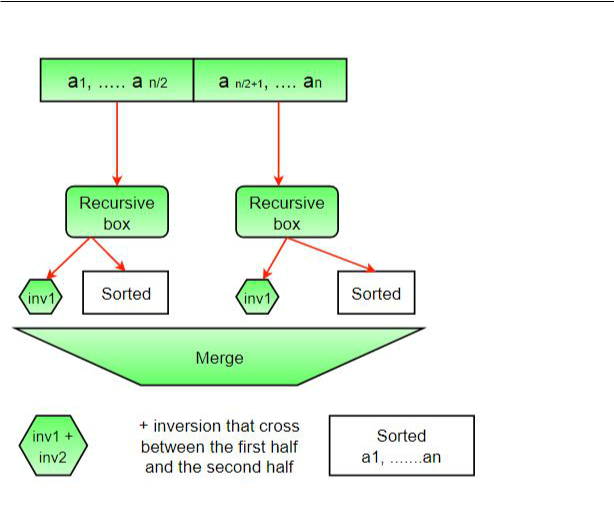 a1, ..... a n/2
a n/2+1, .... an
Recursive
box
Recursive
box
inv1
Sorted
inv1
Sorted
Merge
inv1 +
inv2
+ inversion that cross
between the first half
and the second half
Sorted
a1, .......an